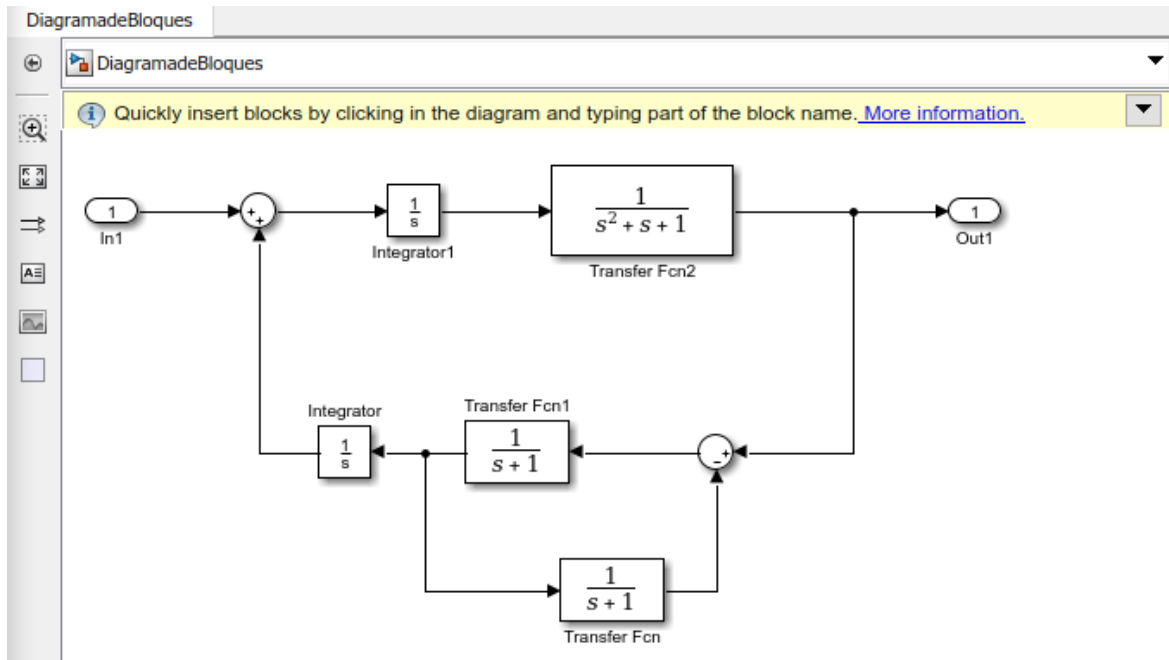 DiagramadeBloques
DiagramadeBloques
Quickly insert blocks by clicking in the diagram and typing part of the block name. More information.
1
In1
+
+
1
s
Integrator1
1
s² + s + 1
Transfer Fcn2
1
Out1
Integrator
1
s
Transfer Fcn1
1
s + 1
- +
1
s + 1
Transfer Fcn
A